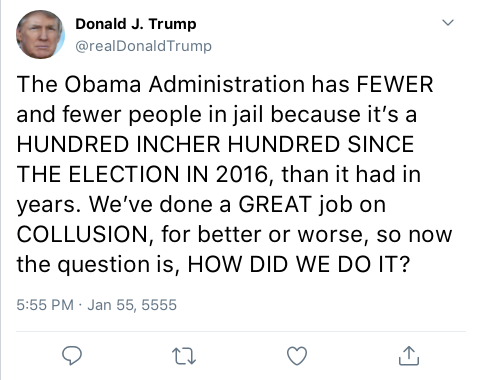 Donald J. Trump
@realDonaldTrump
The Obama Administration has FEWER
and fewer people in jail because it's a
HUNDRED INCHER HUNDRED SINCE
THE ELECTION IN 2016, than it had in
years. We've done a GREAT job on
COLLUSION, for better or worse, so now
the question is, HOW DID WE DO IT?
5:55 PM · Jan 55, 5555